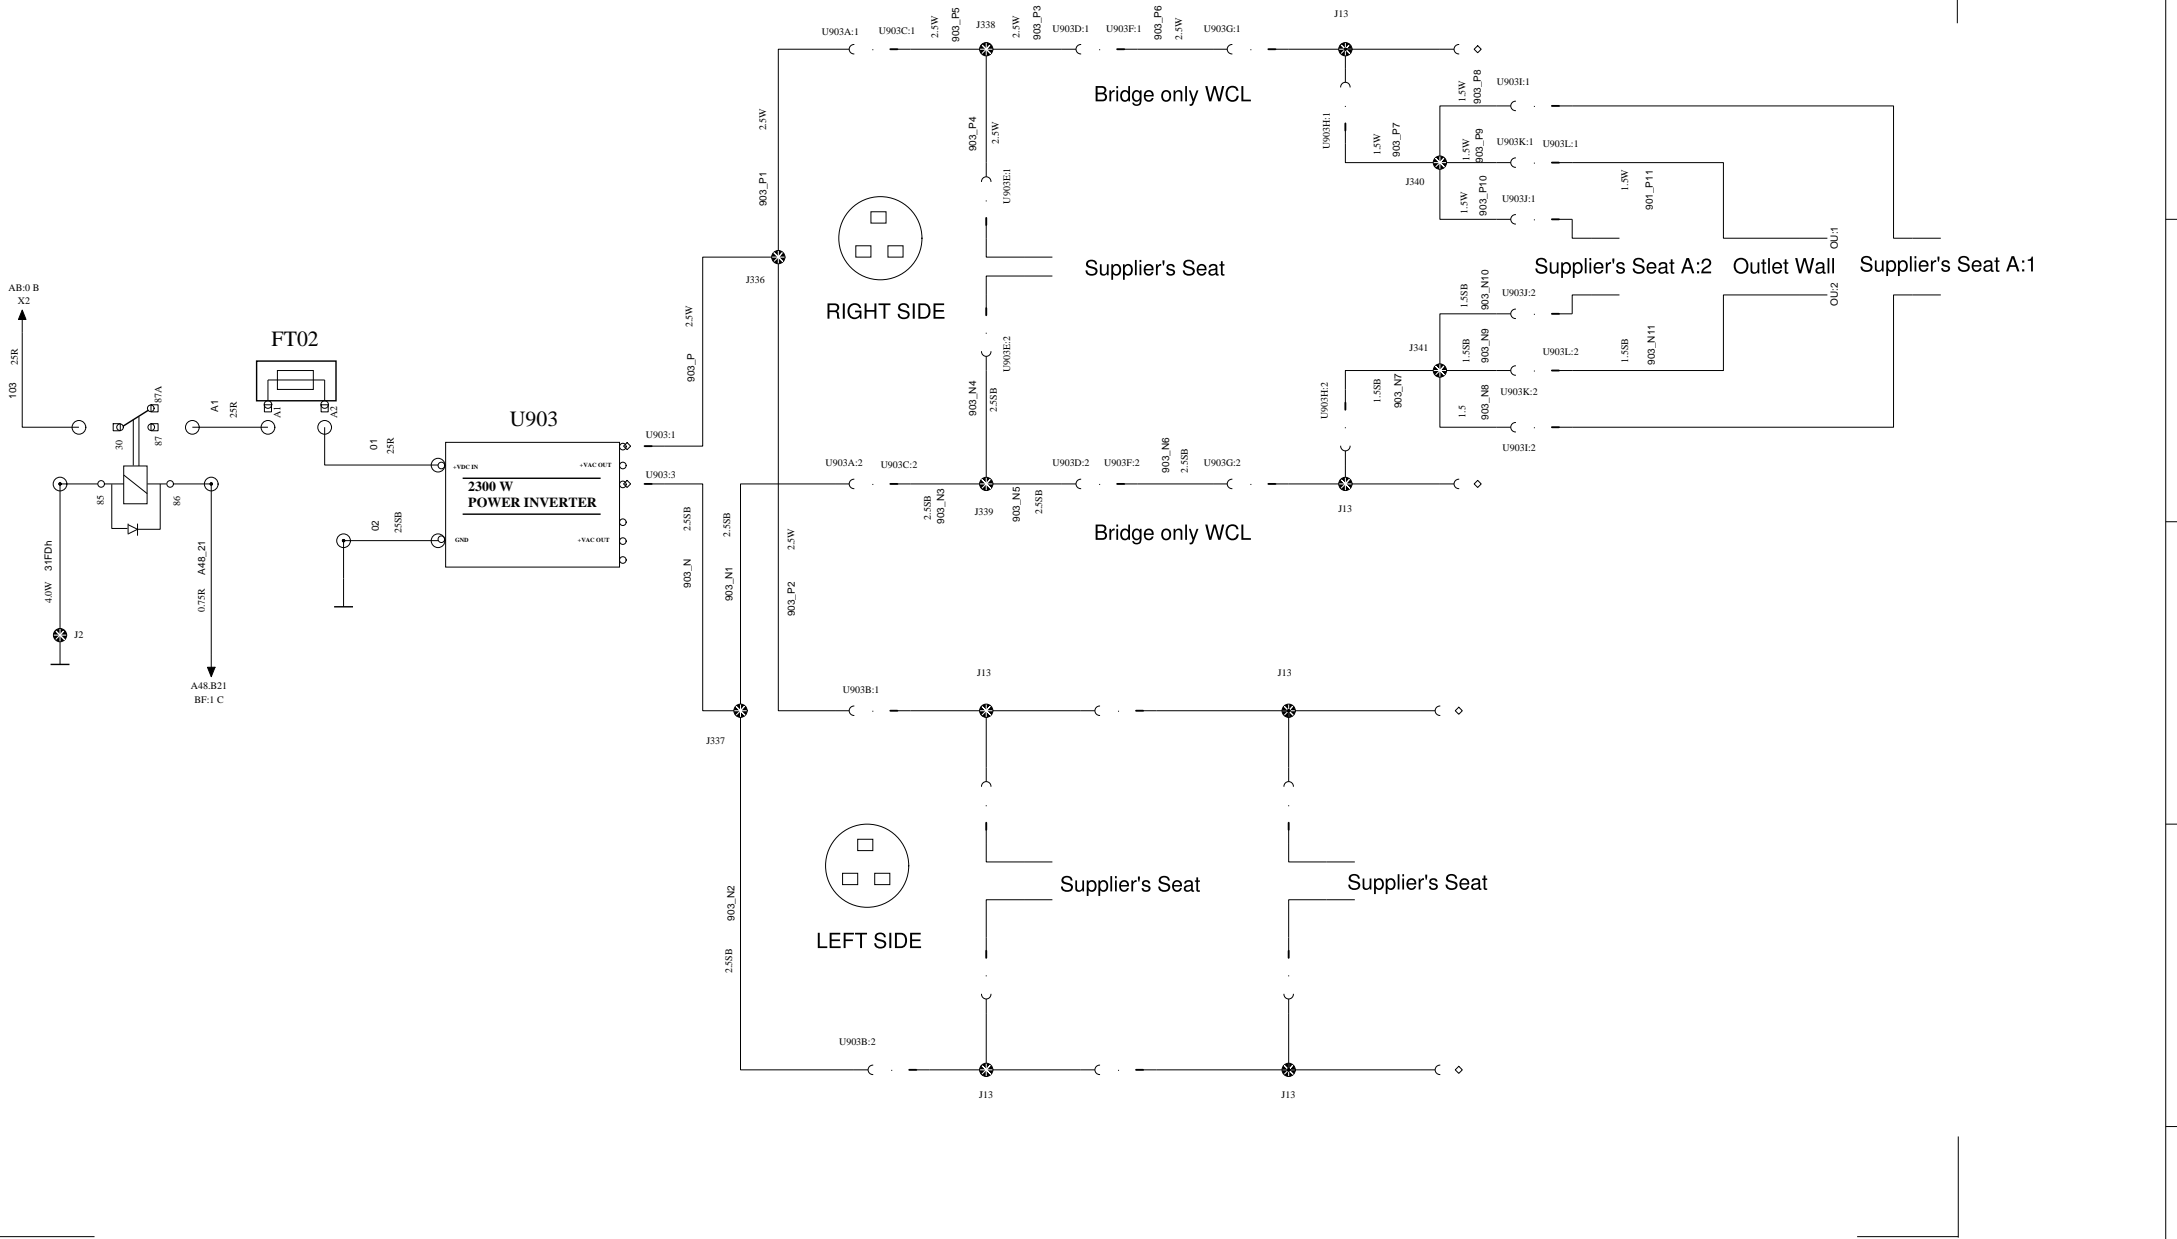 AB:0 B
X2
25R
103
87A
30
87
85
86
31FDh
4.0W
J2
A48_21
0.75R
A48.B21
BF:1 C
A1
25R
FT02
A1
A2
01
25R
02
25SB
U903
+VDC IN
+VAC OUT
2300 W
POWER INVERTER
GND
+VAC OUT
U903:1
U903:3
2.5W
903_P
2.5SB
903_N
2.5SB
903_N1
2.5W
903_P1
J336
2.5W
903_P2
J337
903_N2
2.5SB
U903A:1
U903C:1
2.5W
903_P5
J338
2.5W
903_P3
U903D:1
U903F:1
903_P6
2.5W
U903G:1
J13
Bridge only WCL
903_P4
2.5W
U903E:1
RIGHT SIDE
Supplier's Seat
U903E:2
903_N4
2.5SB
U903A:2
U903C:2
2.5SB
903_N3
J339
903_N5
2.5SB
U903D:2
U903F:2
903_N6
2.5SB
U903G:2
J13
Bridge only WCL
U903H:1
1.5W
903_P7
J340
1.5W
903_P8
U903I:1
1.5W
903_P9
U903K:1
U903L:1
1.5W
903_P10
U903J:1
1.5W
901_P11
OU:1
Supplier's Seat A:2
Outlet Wall
Supplier's Seat A:1
OU:2
1.5SB
903_N10
U903J:2
J341
1.5SB
903_N9
U903L:2
1.5SB
903_N11
U903H:2
1.5SB
903_N7
1.5
903_N8
U903K:2
U903I:2
U903B:1
J13
J13
LEFT SIDE
Supplier's Seat
Supplier's Seat
U903B:2
J13
J13